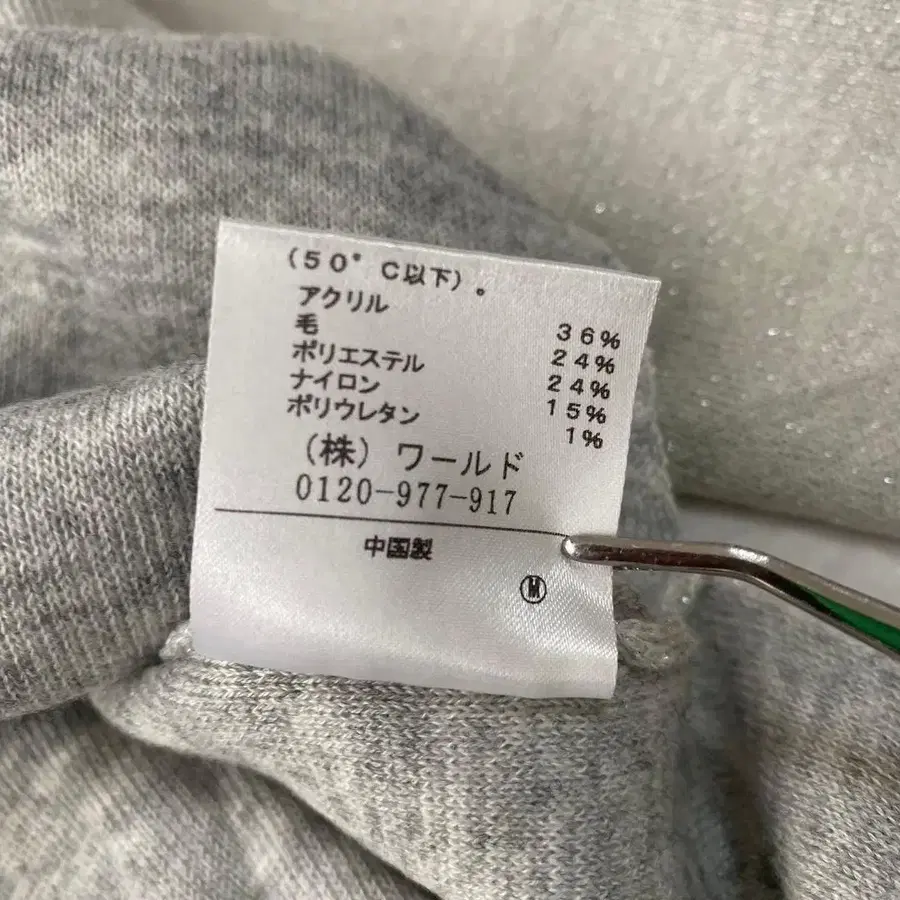 (50°C以下)。
アクリル 36%
毛 24%
ポリエステル 24%
ナイロン 15%
ポリウレタン 1%
(株) ワールド
0120-977-917
中国製
Ⓜ